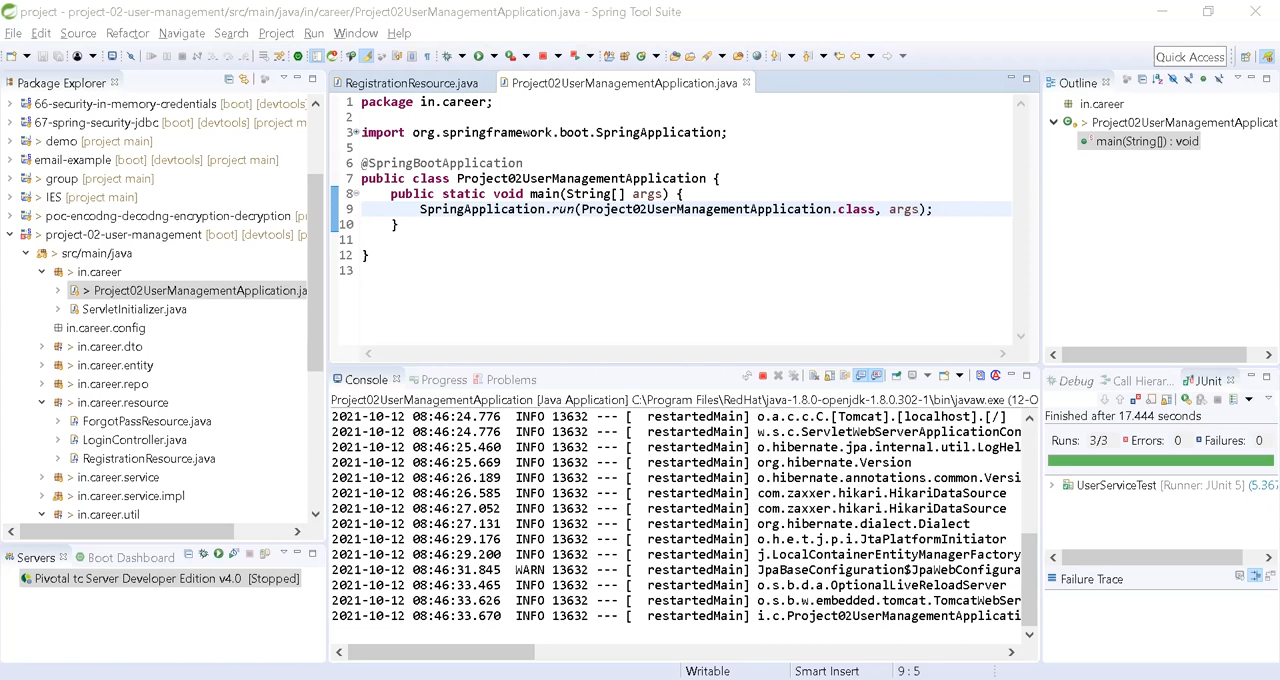 project - project-02-user-management/src/main/java/in/career/Project02UserManagementApplication.java - Spring Tool Suite
File Edit Source Refactor Navigate Search Project Run Window Help
Quick Access
Package Explorer
66-security-in-memory-credentials [boot] [devtools]
67-spring-security-jdbc [boot] [devtools] [project m
> demo [project main]
email-example [boot] [devtools] [project main]
> group [project main]
> IES [project main]
poc-encodng-decodng-encryption-decryption
> project-02-user-management [boot] [devtools]
> src/main/java
> in.career
> Project02UserManagementApplication.ja
ServletInitializer.java
in.career.config
> in.career.dto
> in.career.entity
> in.career.repo
> in.career.resource
ForgotPassResource.java
LoginController.java
RegistrationResource.java
> in.career.service
> in.career.service.impl
> in.career.util
Servers
Boot Dashboard
Pivotal tc Server Developer Edition v4.0 [Stopped]
RegistrationResource.java
Project02UserManagementApplication.java
1 package in.career;
2
3 import org.springframework.boot.SpringApplication;
5
6 @SpringBootApplication
7 public class Project02UserManagementApplication {
8 public static void main(String[] args) {
9 SpringApplication.run(Project02UserManagementApplication.class, args);
10 }
11
12 }
13
Console Progress Problems
Project02UserManagementApplication [Java Application] C:\Program Files\RedHat\java-1.8.0-openjdk-1.8.0.302-1\bin\javaw.exe (12-O
2021-10-12 08:46:24.776 INFO 13632 --- [ restartedMain] o.a.c.c.C.[Tomcat].[localhost].[/]
2021-10-12 08:46:24.776 INFO 13632 --- [ restartedMain] w.s.c.ServletWebServerApplicationCon
2021-10-12 08:46:25.460 INFO 13632 --- [ restartedMain] o.hibernate.jpa.internal.util.LogHel
2021-10-12 08:46:25.669 INFO 13632 --- [ restartedMain] org.hibernate.Version
2021-10-12 08:46:26.189 INFO 13632 --- [ restartedMain] o.hibernate.annotations.common.Versi
2021-10-12 08:46:26.585 INFO 13632 --- [ restartedMain] com.zaxxer.hikari.HikariDataSource
2021-10-12 08:46:27.052 INFO 13632 --- [ restartedMain] com.zaxxer.hikari.HikariDataSource
2021-10-12 08:46:27.131 INFO 13632 --- [ restartedMain] org.hibernate.dialect.Dialect
2021-10-12 08:46:29.176 INFO 13632 --- [ restartedMain] o.h.e.t.j.p.i.JtaPlatformInitiator
2021-10-12 08:46:29.200 INFO 13632 --- [ restartedMain] j.LocalContainerEntityManagerFactory
2021-10-12 08:46:31.845 WARN 13632 --- [ restartedMain] JpaBaseConfiguration$JpaWebConfigura
2021-10-12 08:46:33.465 INFO 13632 --- [ restartedMain] o.s.b.d.a.OptionalLiveReloadServer
2021-10-12 08:46:33.626 INFO 13632 --- [ restartedMain] o.s.b.w.embedded.tomcat.TomcatWebSer
2021-10-12 08:46:33.670 INFO 13632 --- [ restartedMain] i.c.Project02UserManagementApplicati
Outline
in.career
> Project02UserManagementApplicat
main(String[]) : void
Debug Call Hierar... JUnit
Finished after 17.444 seconds
Runs: 3/3 Errors: 0 Failures: 0
UserServiceTest [Runner: JUnit 5] (5.367
Failure Trace
Writable Smart Insert 9 : 5